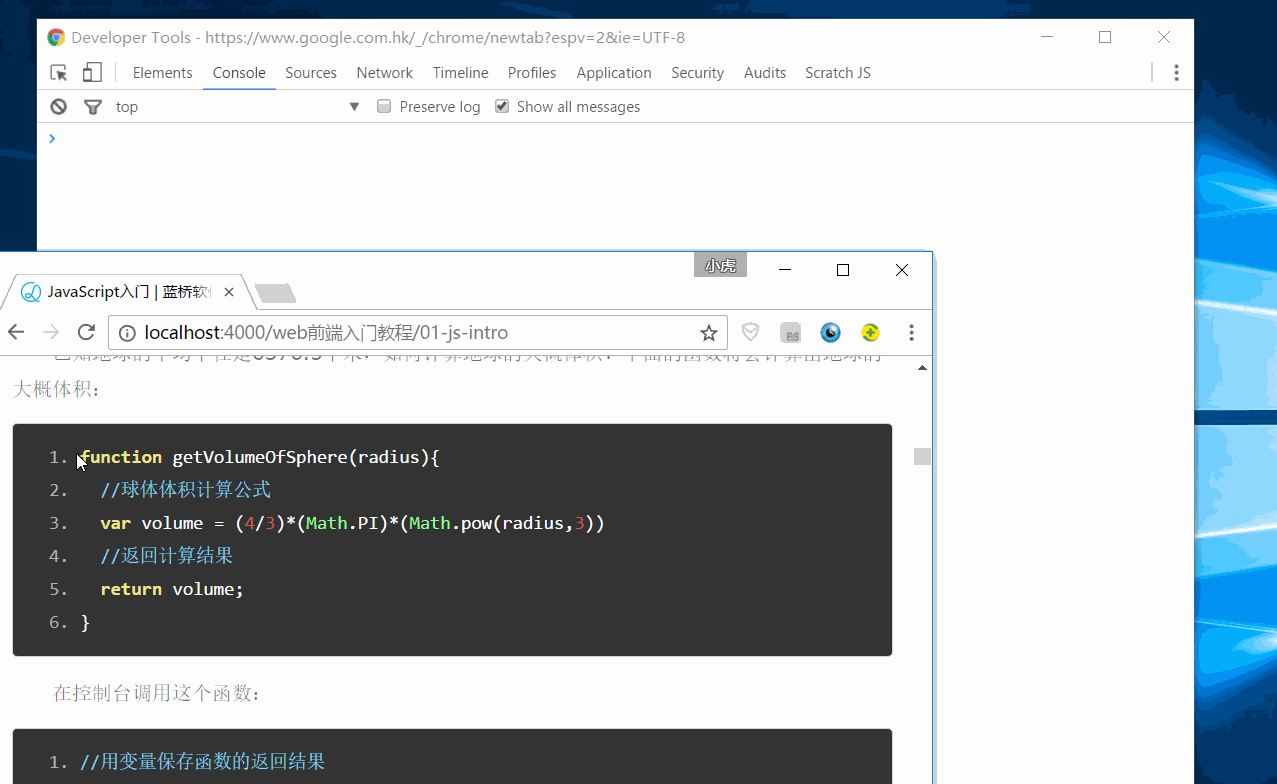 Developer Tools - https://www.google.com.hk/_/chrome/newtab?espv=2&ie=UTF-8
Elements Console Sources Network Timeline Profiles Application Security Audits Scratch JS
top Preserve log Show all messages
小虎
JavaScript入门 | 蓝桥软
localhost:4000/web前端入门教程/01-js-intro
大概体积：
1. function getVolumeOfSphere(radius){
2. //球体体积计算公式
3. var volume = (4/3)*(Math.PI)*(Math.pow(radius,3))
4. //返回计算结果
5. return volume;
6. }
在控制台调用这个函数：
1. //用变量保存函数的返回结果